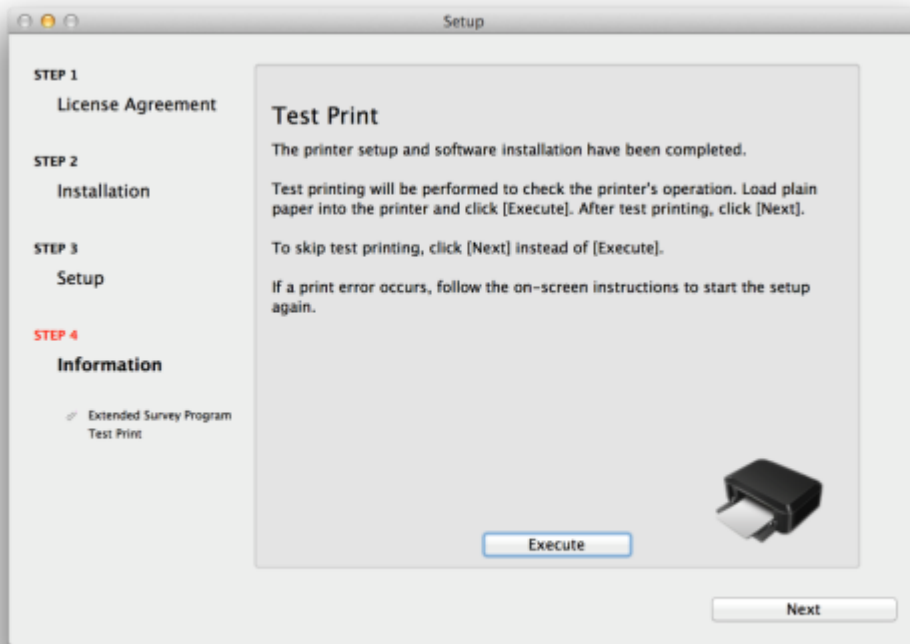 Setup
STEP 1
License Agreement
STEP 2
Installation
STEP 3
Setup
STEP 4
Information
Extended Survey Program
Test Print
Test Print
The printer setup and software installation have been completed.
Test printing will be performed to check the printer's operation. Load plain
paper into the printer and click [Execute]. After test printing, click [Next].
To skip test printing, click [Next] instead of [Execute].
If a print error occurs, follow the on-screen instructions to start the setup
again.
Execute
Next